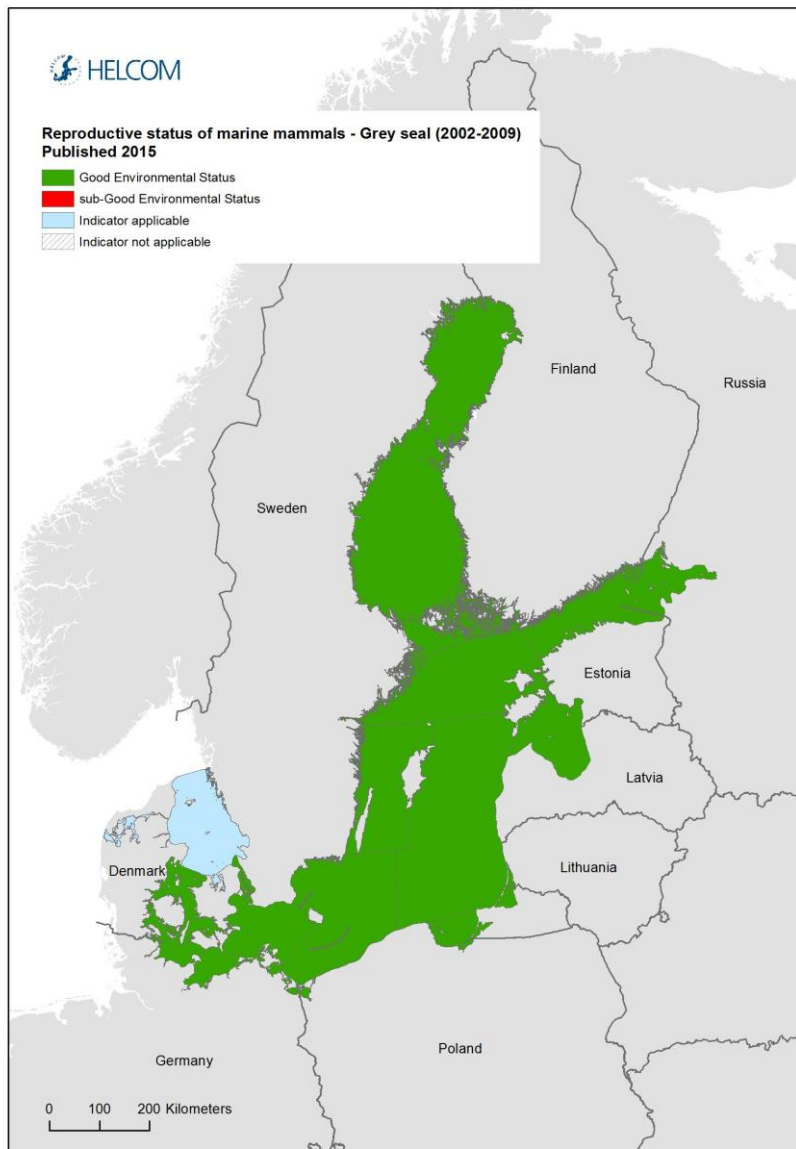 HELCOM
Reproductive status of marine mammals - Grey seal (2002-2009)
Published 2015
Good Environmental Status
sub-Good Environmental Status
Indicator applicable
Indicator not applicable
Finland
Russia
Sweden
Estonia
Latvia
Denmark
Lithuania
Poland
Germany
0 100 200 Kilometers